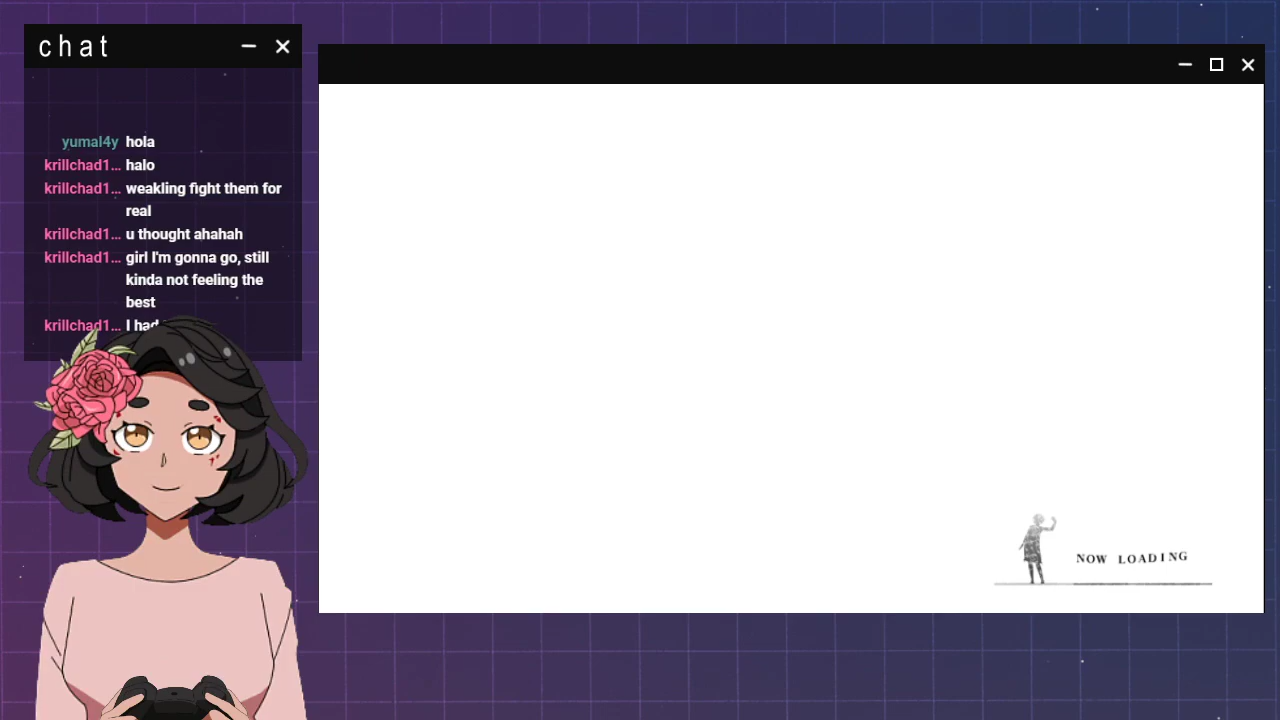 chat
yumal4y hola
krillchad1... halo
krillchad1... weakling fight them for
real
krillchad1... u thought ahahah
krillchad1... girl I'm gonna go, still
kinda not feeling the
best
krillchad1... I had
NOW LOADING